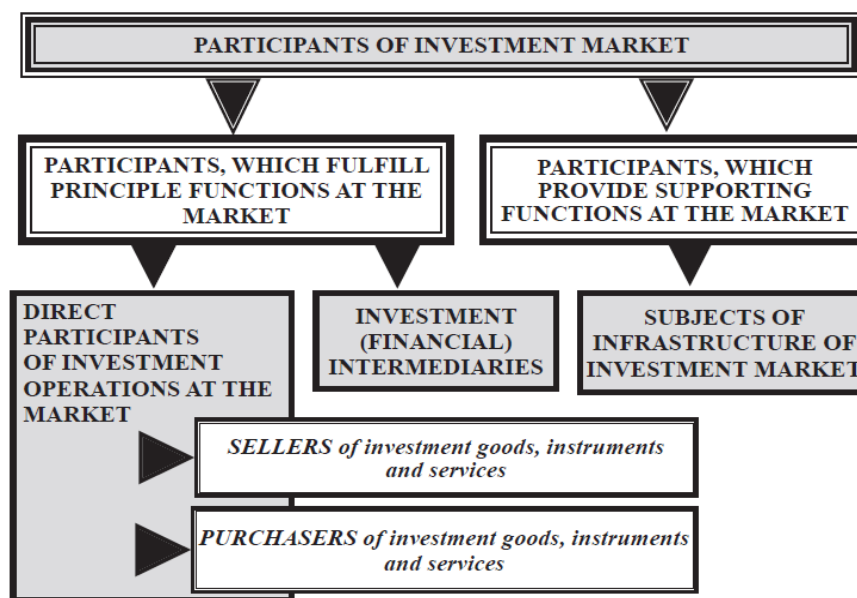 PARTICIPANTS OF INVESTMENT MARKET
PARTICIPANTS, WHICH FULFILL
PRINCIPLE FUNCTIONS AT THE
MARKET
PARTICIPANTS, WHICH
PROVIDE SUPPORTING
FUNCTIONS AT THE MARKET
DIRECT
PARTICIPANTS
OF INVESTMENT
OPERATIONS AT THE
MARKET
INVESTMENT
(FINANCIAL)
INTERMEDIARIES
SUBJECTS OF
INFRASTRUCTURE OF
INVESTMENT MARKET
SELLERS of investment goods, instruments
and services
PURCHASERS of investment goods, instruments
and services